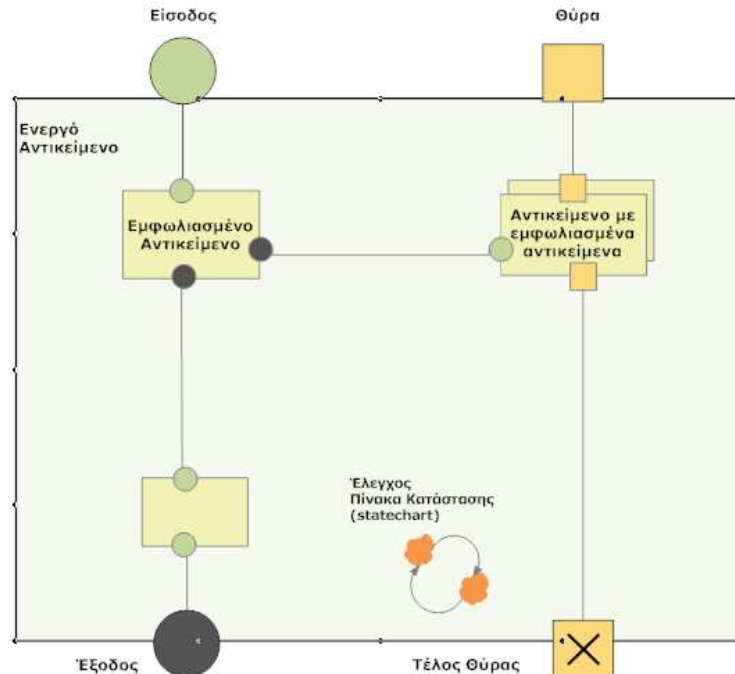 Είσοδος
Θύρα
Ενεργό
Αντικείμενο
Εμφωλιασμένο
Αντικείμενο
Αντικείμενο με
εμφωλιασμένα
αντικείμενα
Έλεγχος
Πίνακα Κατάστασης
(statechart)
Έξοδος
Τέλος Θύρας